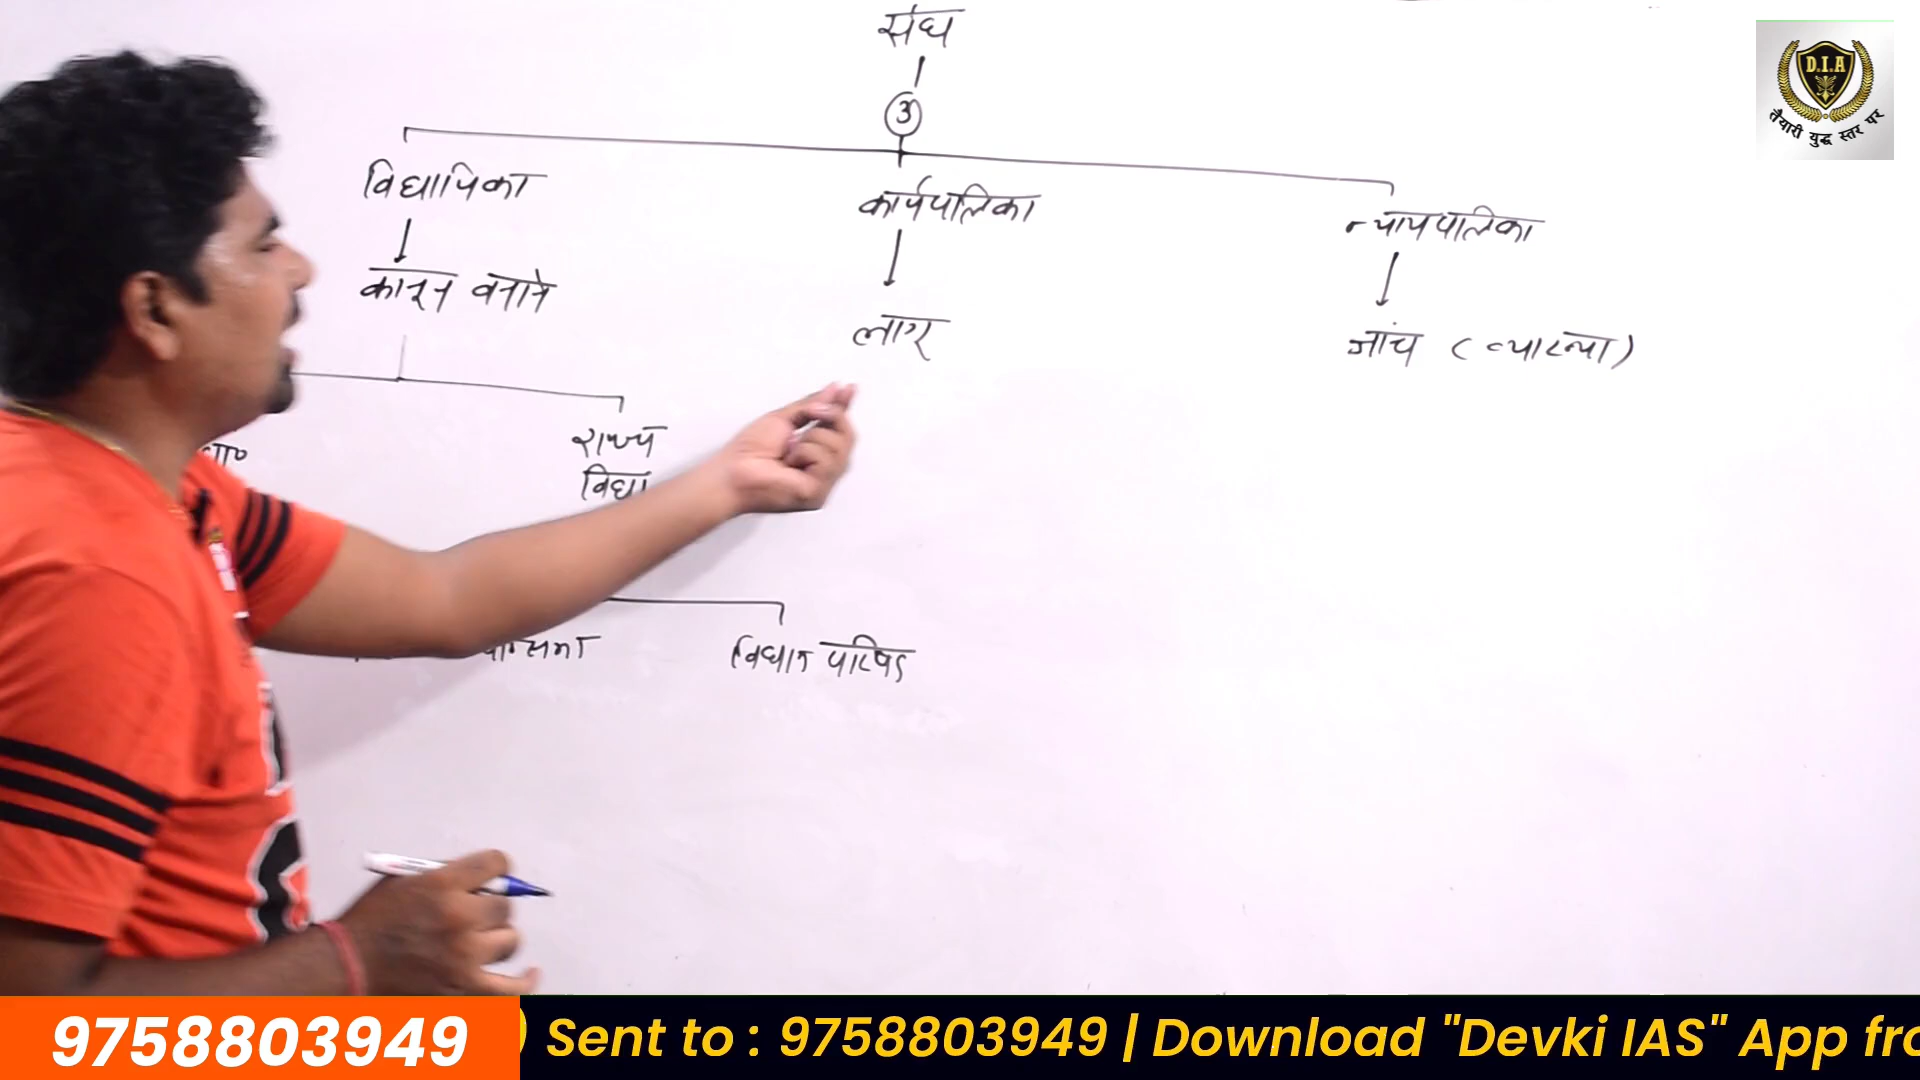 संघ
3
विधायिका
कार्यपालिका
न्यायपालिका
कानून बनाने
लागू
जांच (व्याख्या)
राज्य
विधा
विधान परिषद
D.I.A
तैयारी युद्ध स्तर पर
9758803949
Sent to : 9758803949 | Download "Devki IAS" App fro